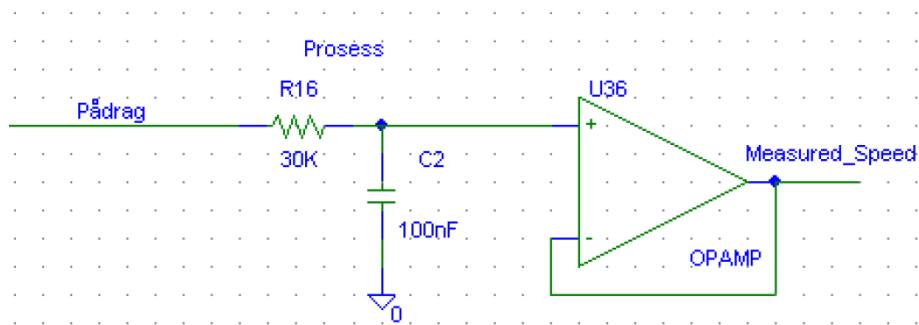 Prosess
R16
U36
Pådrag
+
30K
C2
Measured_Speed
100nF
-
OPAMP
0